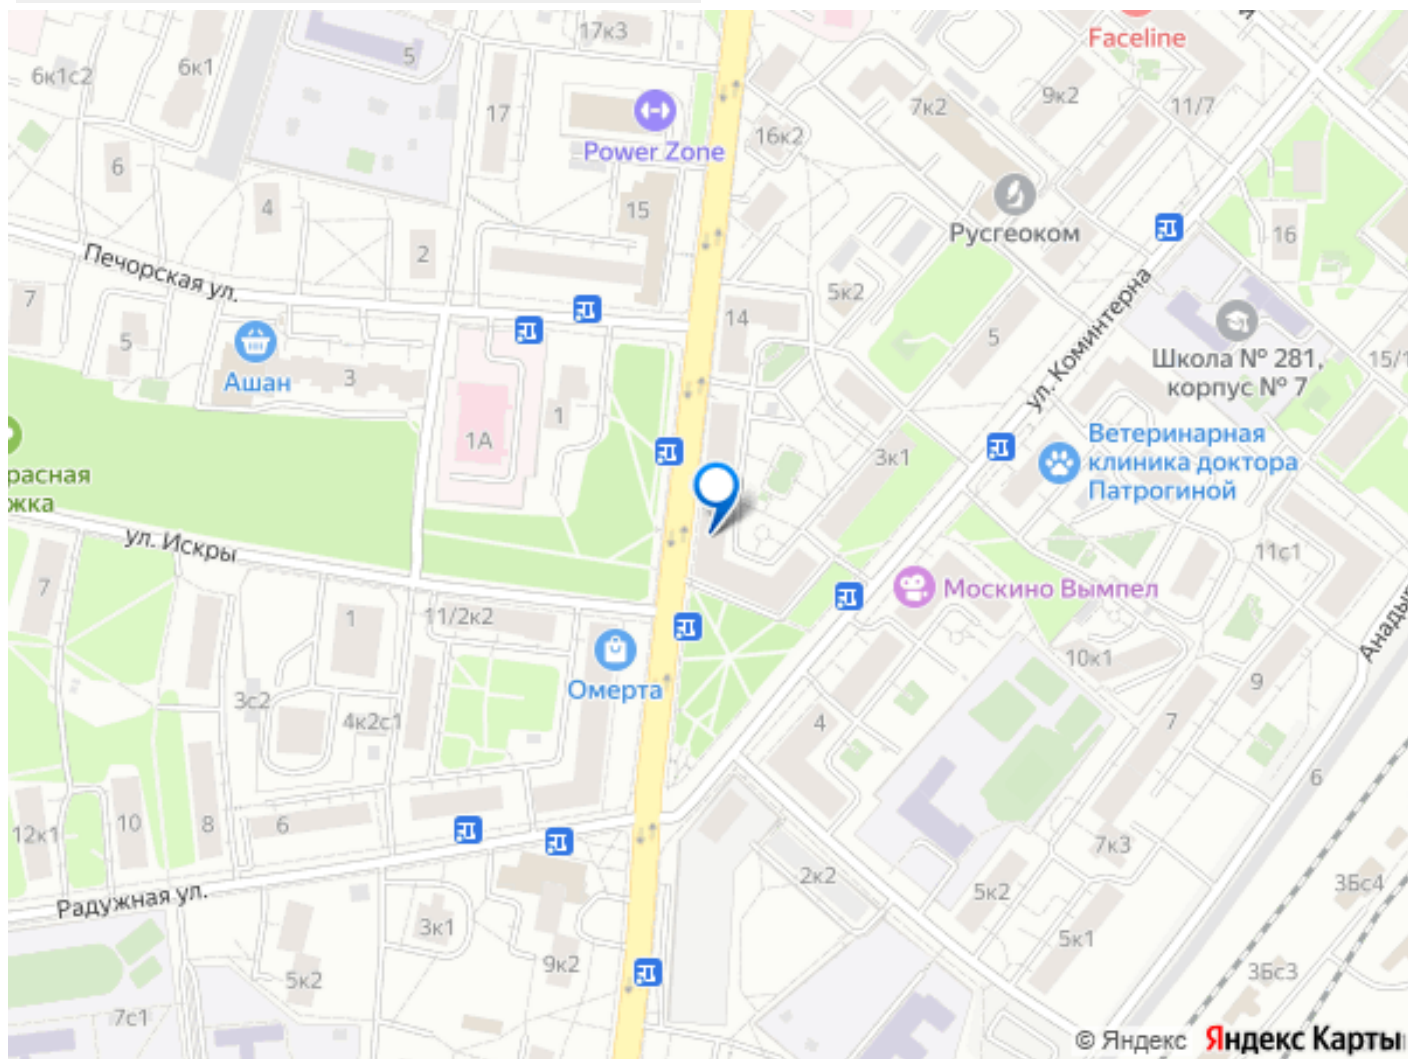 17к3
Faceline
6к1с2
6к1
5
17
7к2
9к2
11/7
16к2
Power Zone
6
4
15
2
Русгеоком
16
Печорская ул.
7
5
5к2
14
5
ул. Коминтерна
Школа № 281,
корпус № 7
15/1
Ашан
3
1
1А
3к1
Ветеринарная
клиника доктора
Патрогиной
расная
жка
ул. Искры
11с1
7
1
11/2к2
Москино Вымпел
Анадыр
10к1
9
Омерта
3с2
4к2с1
4
7
6
12к1
10
8
6
7к3
2к2
3Бс4
5к2
Радужная ул.
3к1
5к1
9к2
5к2
3Бс3
7с1
© Яндекс Яндекс Карты